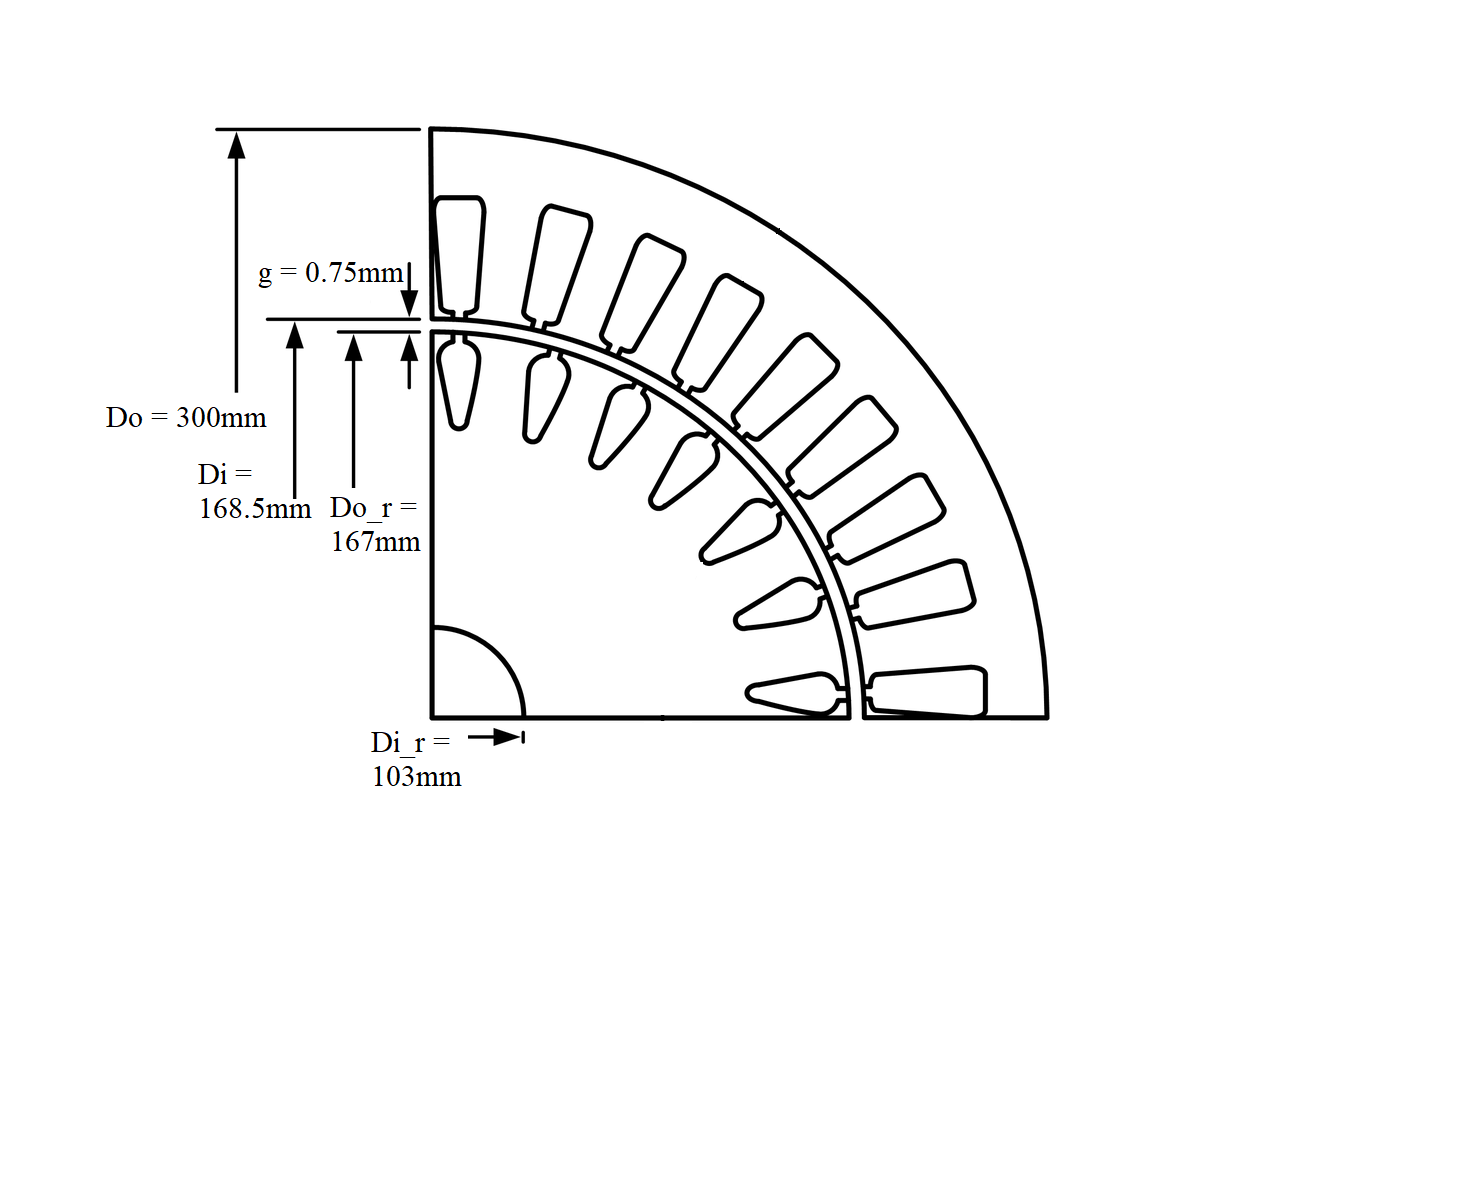 g = 0.75mm
Do = 300mm
Di =
168.5mm
Do_r =
167mm
Di_r =
103mm